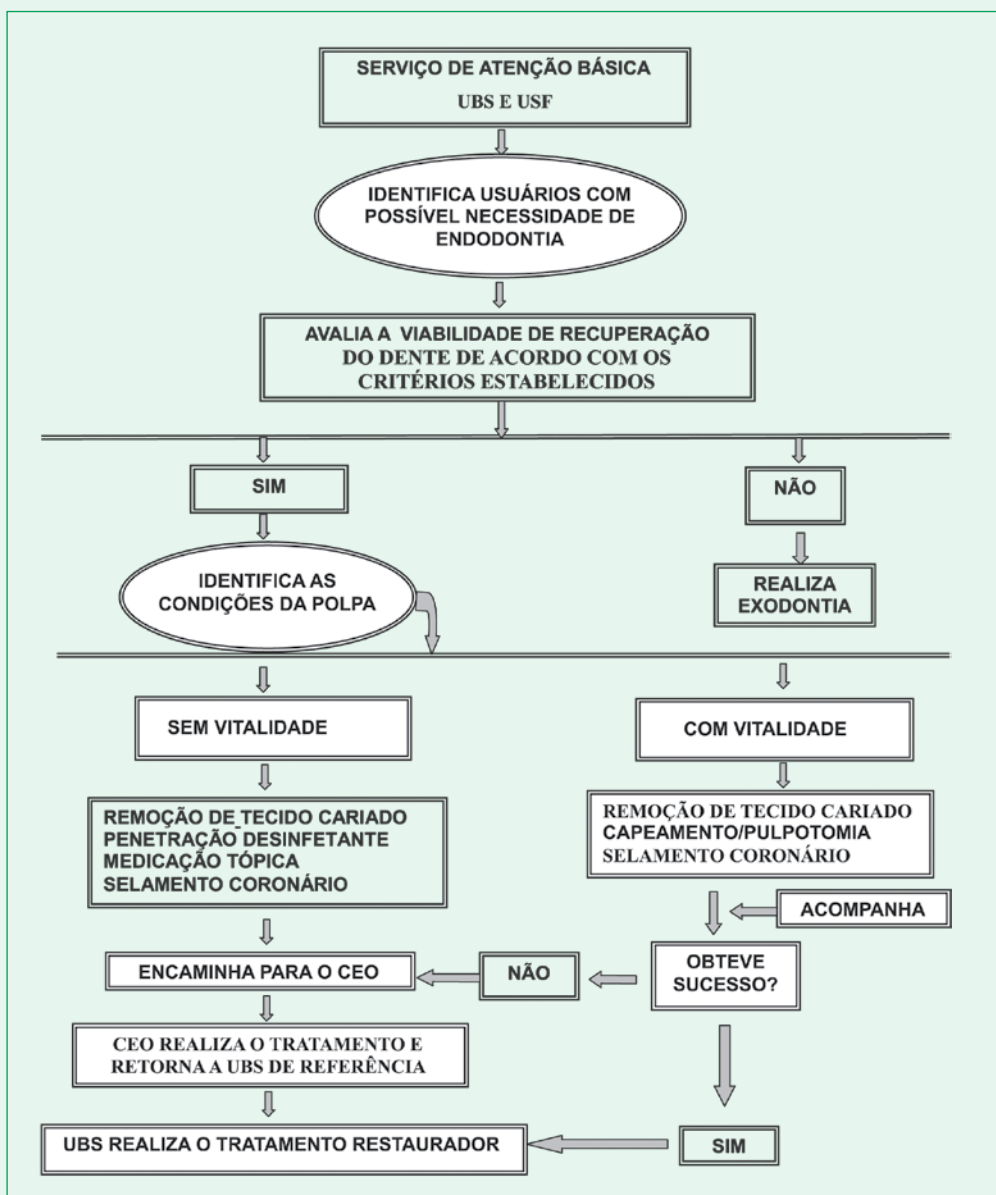 SERVIÇO DE ATENÇÃO BÁSICA
UBS E USF
IDENTIFICA USUÁRIOS COM
POSSÍVEL NECESSIDADE DE
ENDODONTIA
AVALIA A VIABILIDADE DE RECUPERAÇÃO
DO DENTE DE ACORDO COM OS
CRITÉRIOS ESTABELECIDOS
SIM
NÃO
IDENTIFICA AS
CONDIÇÕES DA POLPA
REALIZA
EXODONTIA
SEM VITALIDADE
COM VITALIDADE
REMOÇÃO DE TECIDO CARIADO
PENETRAÇÃO DESINFETANTE
MEDICAÇÃO TÓPICA
SELAMENTO CORONÁRIO
REMOÇÃO DE TECIDO CARIADO
CAPEAMENTO/PULPOTOMIA
SELAMENTO CORONÁRIO
ACOMPANHA
ENCAMINHA PARA O CEO
NÃO
OBTEVE
SUCESSO?
CEO REALIZA O TRATAMENTO E
RETORNA A UBS DE REFERÊNCIA
UBS REALIZA O TRATAMENTO RESTAURADOR
SIM